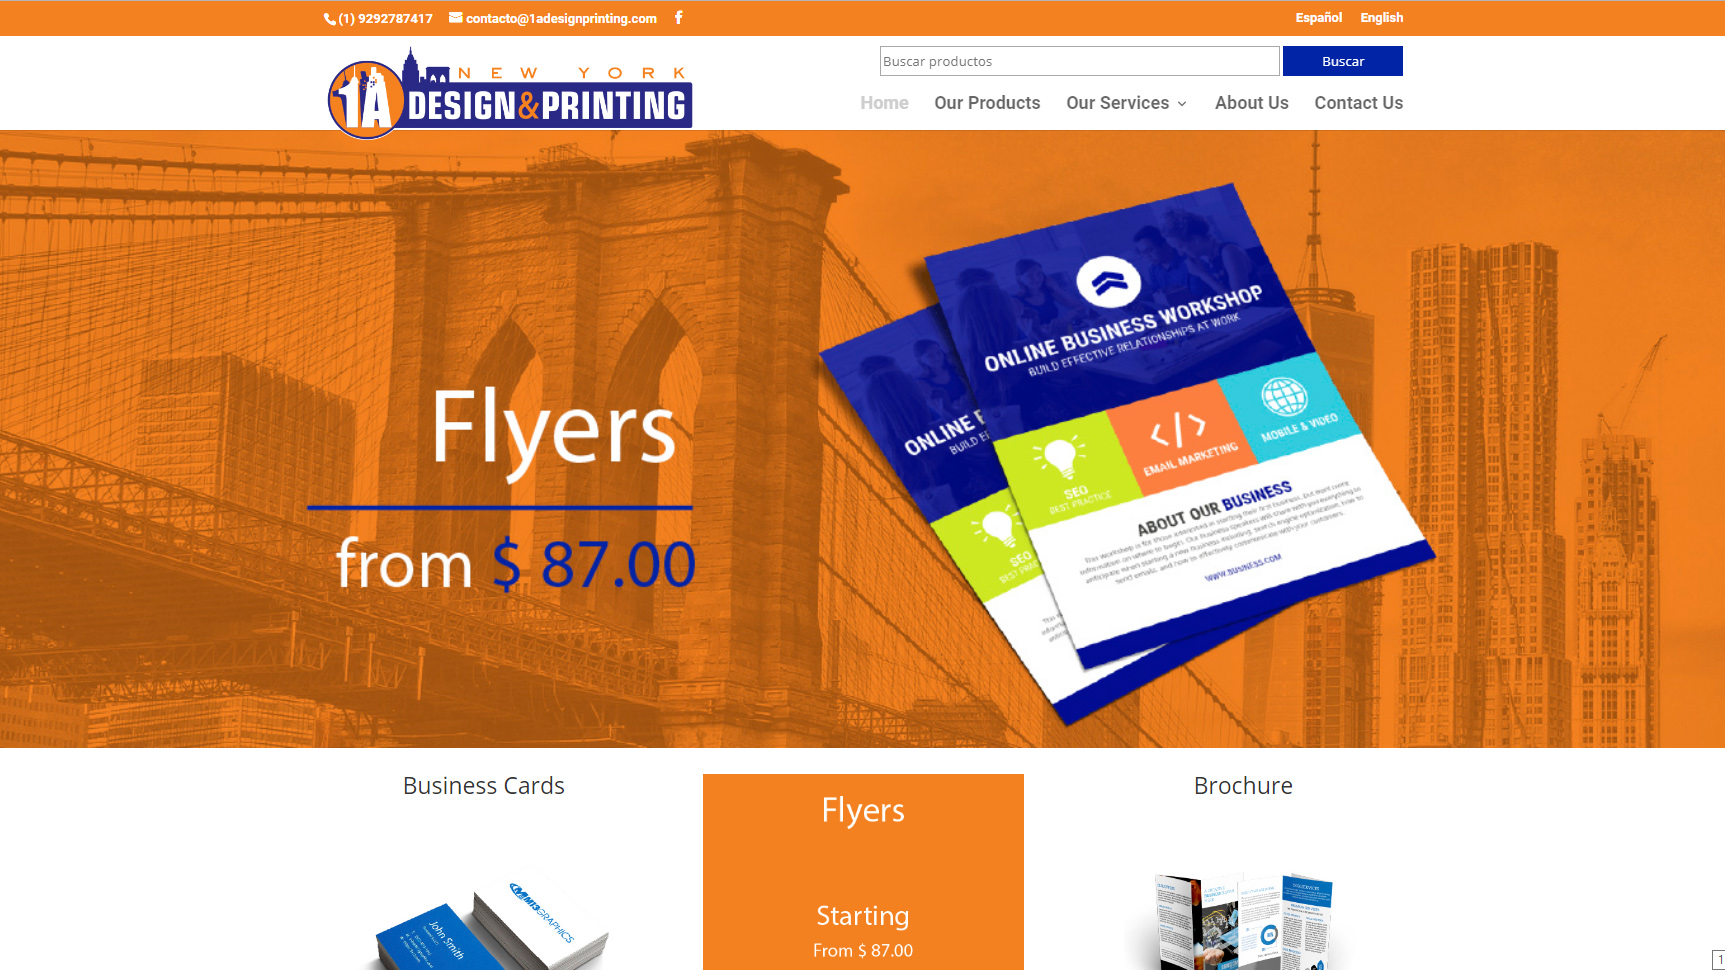 (1) 9292787417
contacto@1adesignprinting.com
Español
English
NEW YORK
1A DESIGN&PRINTING
Buscar productos
Buscar
Home
Our Products
Our Services
About Us
Contact Us
Flyers
from $ 87.00
ONLINE BUSINESS WORKSHOP
BUILD EFFECTIVE RELATIONSHIPS AT WORK
ONLINE
BUILD
SEO
BEST PRACTICE
EMAIL MARKETING
MOBILE & VIDEO
SEO
ABOUT OUR BUSINESS
WWW.BUSINESS.COM
Business Cards
Flyers
Brochure
Starting
From $ 87.00
MT3GRAPHICS
John Smith
1